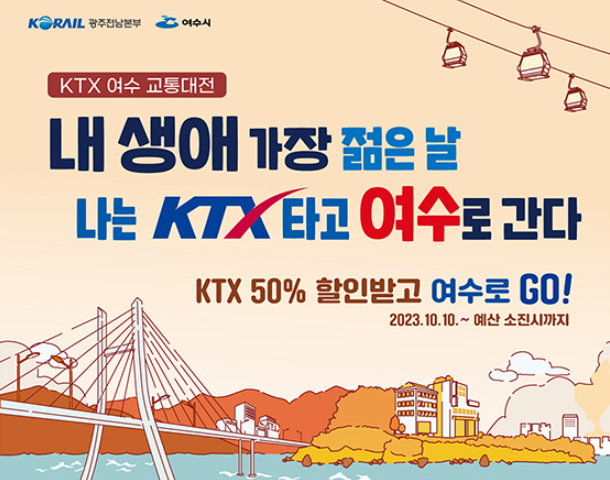 KORAIL 광주전남본부 여수시
KTX 여수 교통대전
내 생애 가장 젊은 날
나는 KTX 타고 여수로 간다
KTX 50% 할인받고 여수로 GO!
2023.10.10.~ 예산 소진시까지